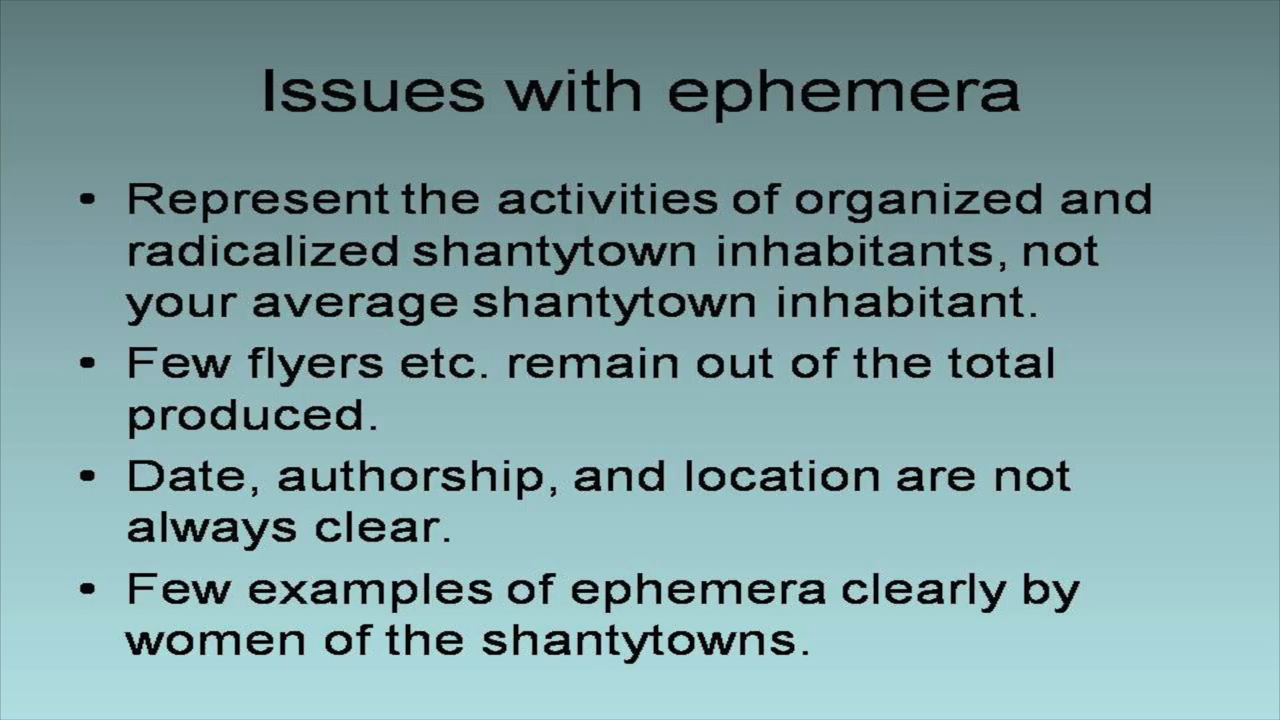 Issues with ephemera
• Represent the activities of organized and
radicalized shantytown inhabitants, not
your average shantytown inhabitant.
• Few flyers etc. remain out of the total
produced.
• Date, authorship, and location are not
always clear.
• Few examples of ephemera clearly by
women of the shantytowns.